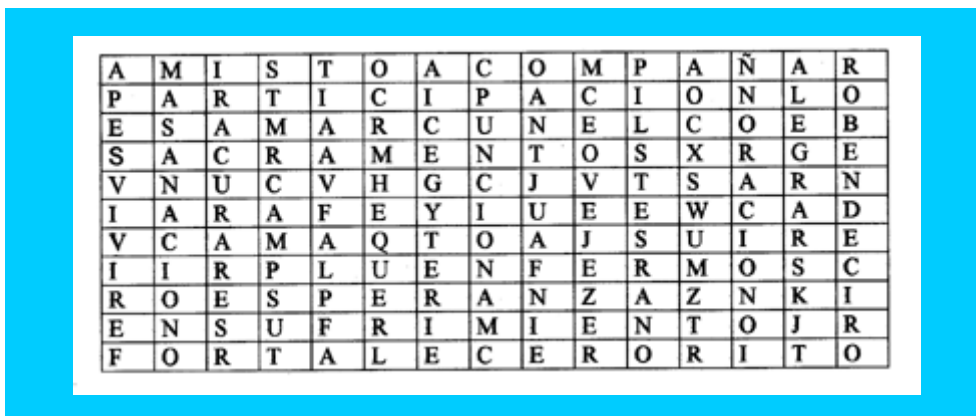 A M I S T O A C O M P A Ñ A R
P A R T I C I P A C I O N L O
E S A M A R C U N E L C O E B
S A C R A M E N T O S X R G E
V N U C V H G C J V T S A R N
I A R A F E Y I U E E W C A D
V C A M A Q T O A J S U I R E
I I R P L U E N F E R M O S C
R O E S P E R A N Z A Z N K I
E N S U F R I M I E N T O J R
F O R T A L E C E R O R I T O